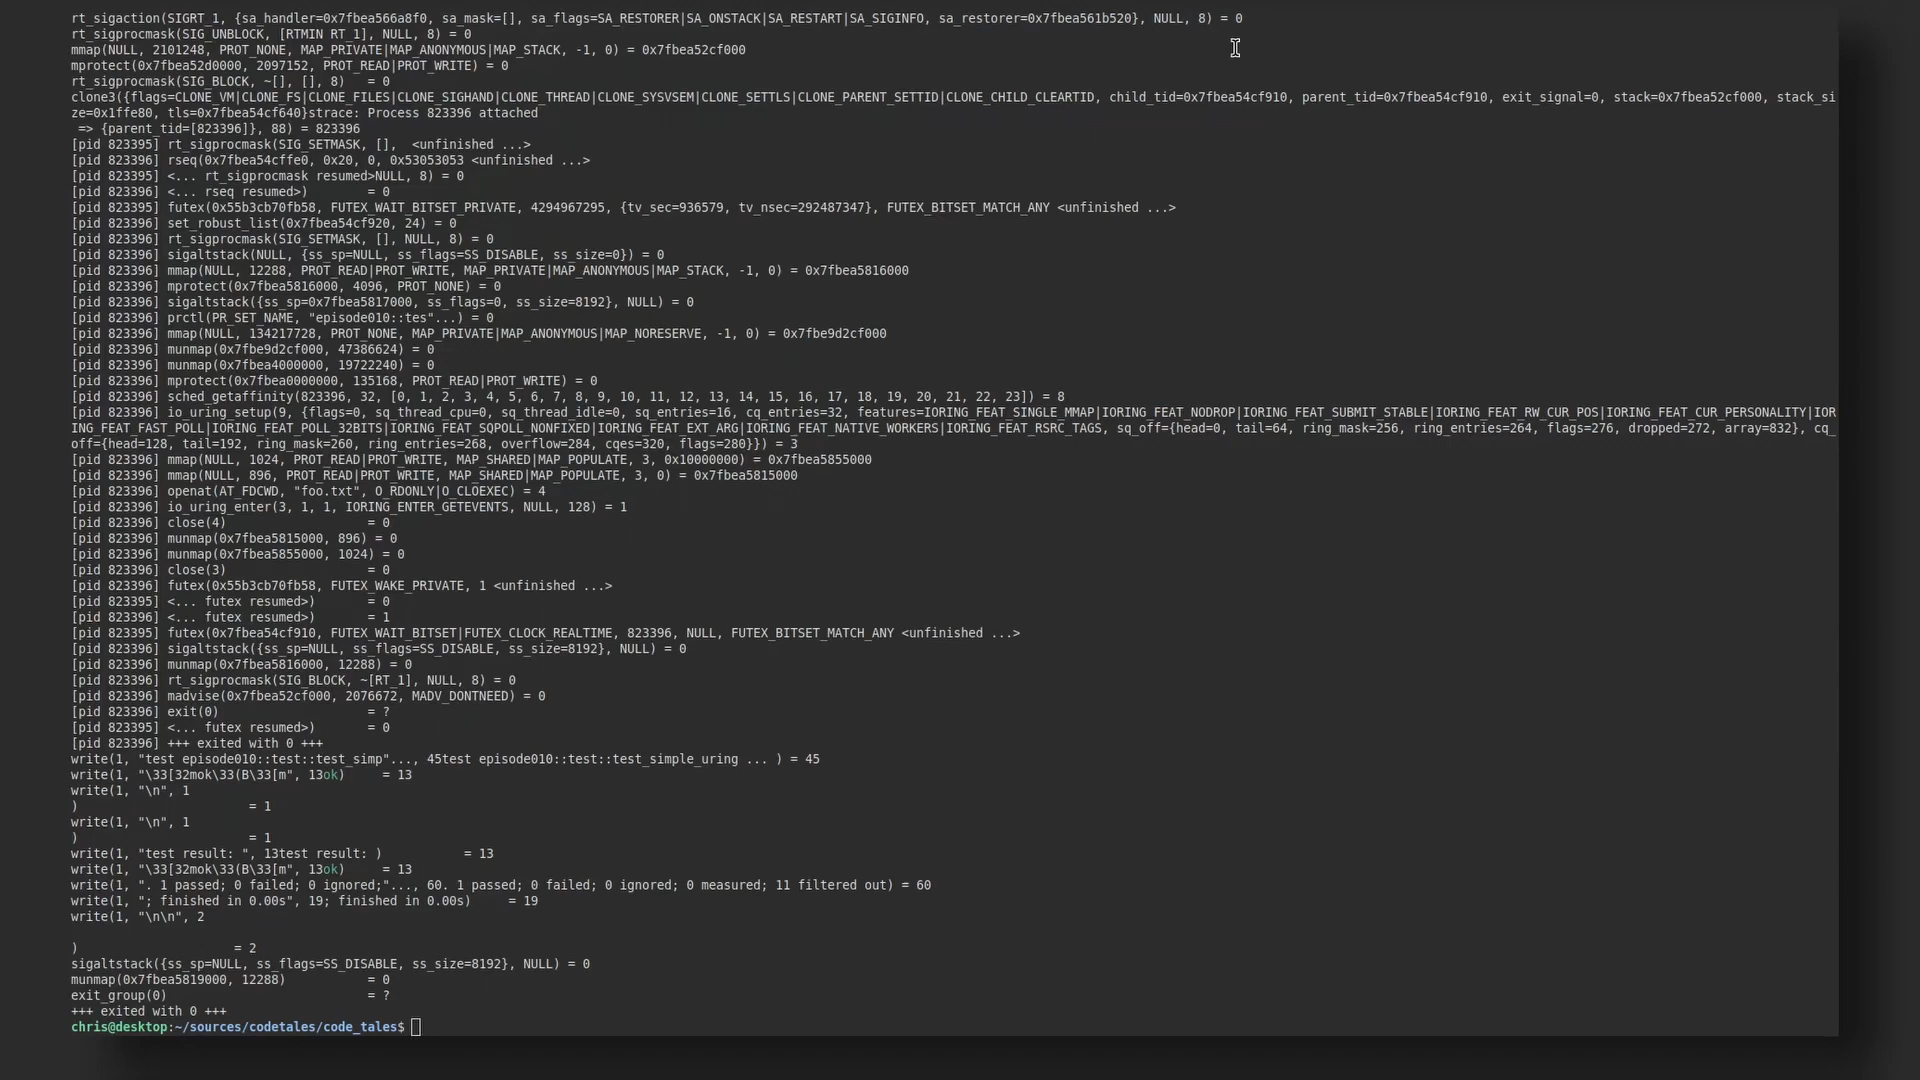 rt_sigaction(SIGRT_1, {sa_handler=0x7fbea566a8f0, sa_mask=[], sa_flags=SA_RESTORER|SA_ONSTACK|SA_RESTART|SA_SIGINFO, sa_restorer=0x7fbea561b520}, NULL, 8) = 0
rt_sigprocmask(SIG_UNBLOCK, [RTMIN RT_1], NULL, 8) = 0
mmap(NULL, 2101248, PROT_NONE, MAP_PRIVATE|MAP_ANONYMOUS|MAP_STACK, -1, 0) = 0x7fbea52cf000
mprotect(0x7fbea52d0000, 2097152, PROT_READ|PROT_WRITE) = 0
rt_sigprocmask(SIG_BLOCK, ~[], [], 8)   = 0
clone3({flags=CLONE_VM|CLONE_FS|CLONE_FILES|CLONE_SIGHAND|CLONE_THREAD|CLONE_SYSVSEM|CLONE_SETTLS|CLONE_PARENT_SETTID|CLONE_CHILD_CLEARTID, child_tid=0x7fbea54cf910, parent_tid=0x7fbea54cf910, exit_signal=0, stack=0x7fbea52cf000, stack_si
ze=0x1ffe80, tls=0x7fbea54cf640}strace: Process 823396 attached
 => {parent_tid=[823396]}, 88) = 823396
[pid 823395] rt_sigprocmask(SIG_SETMASK, [],  <unfinished ...>
[pid 823396] rseq(0x7fbea54cffe0, 0x20, 0, 0x53053053 <unfinished ...>
[pid 823395] <... rt_sigprocmask resumed>NULL, 8) = 0
[pid 823396] <... rseq resumed>)        = 0
[pid 823395] futex(0x55b3cb70fb58, FUTEX_WAIT_BITSET_PRIVATE, 4294967295, {tv_sec=936579, tv_nsec=292487347}, FUTEX_BITSET_MATCH_ANY <unfinished ...>
[pid 823396] set_robust_list(0x7fbea54cf920, 24) = 0
[pid 823396] rt_sigprocmask(SIG_SETMASK, [], NULL, 8) = 0
[pid 823396] sigaltstack(NULL, {ss_sp=NULL, ss_flags=SS_DISABLE, ss_size=0}) = 0
[pid 823396] mmap(NULL, 12288, PROT_READ|PROT_WRITE, MAP_PRIVATE|MAP_ANONYMOUS|MAP_STACK, -1, 0) = 0x7fbea5816000
[pid 823396] mprotect(0x7fbea5816000, 4096, PROT_NONE) = 0
[pid 823396] sigaltstack({ss_sp=0x7fbea5817000, ss_flags=0, ss_size=8192}, NULL) = 0
[pid 823396] prctl(PR_SET_NAME, "episode010::tes"...) = 0
[pid 823396] mmap(NULL, 134217728, PROT_NONE, MAP_PRIVATE|MAP_ANONYMOUS|MAP_NORESERVE, -1, 0) = 0x7fbe9d2cf000
[pid 823396] munmap(0x7fbe9d2cf000, 47386624) = 0
[pid 823396] munmap(0x7fbea4000000, 19722240) = 0
[pid 823396] mprotect(0x7fbea0000000, 135168, PROT_READ|PROT_WRITE) = 0
[pid 823396] sched_getaffinity(823396, 32, [0, 1, 2, 3, 4, 5, 6, 7, 8, 9, 10, 11, 12, 13, 14, 15, 16, 17, 18, 19, 20, 21, 22, 23]) = 8
[pid 823396] io_uring_setup(9, {flags=0, sq_thread_cpu=0, sq_thread_idle=0, sq_entries=16, cq_entries=32, features=IORING_FEAT_SINGLE_MMAP|IORING_FEAT_NODROP|IORING_FEAT_SUBMIT_STABLE|IORING_FEAT_RW_CUR_POS|IORING_FEAT_CUR_PERSONALITY|IOR
ING_FEAT_FAST_POLL|IORING_FEAT_POLL_32BITS|IORING_FEAT_SQPOLL_NONFIXED|IORING_FEAT_EXT_ARG|IORING_FEAT_NATIVE_WORKERS|IORING_FEAT_RSRC_TAGS, sq_off={head=0, tail=64, ring_mask=256, ring_entries=264, flags=276, dropped=272, array=832}, cq_
off={head=128, tail=192, ring_mask=260, ring_entries=268, overflow=284, cqes=320, flags=280}}) = 3
[pid 823396] mmap(NULL, 1024, PROT_READ|PROT_WRITE, MAP_SHARED|MAP_POPULATE, 3, 0x10000000) = 0x7fbea5855000
[pid 823396] mmap(NULL, 896, PROT_READ|PROT_WRITE, MAP_SHARED|MAP_POPULATE, 3, 0) = 0x7fbea5815000
[pid 823396] openat(AT_FDCWD, "foo.txt", O_RDONLY|O_CLOEXEC) = 4
[pid 823396] io_uring_enter(3, 1, 1, IORING_ENTER_GETEVENTS, NULL, 128) = 1
[pid 823396] close(4)                   = 0
[pid 823396] munmap(0x7fbea5815000, 896) = 0
[pid 823396] munmap(0x7fbea5855000, 1024) = 0
[pid 823396] close(3)                   = 0
[pid 823396] futex(0x55b3cb70fb58, FUTEX_WAKE_PRIVATE, 1 <unfinished ...>
[pid 823395] <... futex resumed>)       = 0
[pid 823396] <... futex resumed>)       = 1
[pid 823395] futex(0x7fbea54cf910, FUTEX_WAIT_BITSET|FUTEX_CLOCK_REALTIME, 823396, NULL, FUTEX_BITSET_MATCH_ANY <unfinished ...>
[pid 823396] sigaltstack({ss_sp=NULL, ss_flags=SS_DISABLE, ss_size=8192}, NULL) = 0
[pid 823396] munmap(0x7fbea5816000, 12288) = 0
[pid 823396] rt_sigprocmask(SIG_BLOCK, ~[RT_1], NULL, 8) = 0
[pid 823396] madvise(0x7fbea52cf000, 2076672, MADV_DONTNEED) = 0
[pid 823396] exit(0)                    = ?
[pid 823395] <... futex resumed>)       = 0
[pid 823396] +++ exited with 0 +++
write(1, "test episode010::test::test_simp"..., 45test episode010::test::test_simple_uring ... ) = 45
write(1, "\33[32mok\33(B\33[m", 13ok)     = 13
write(1, "\n", 1
)                       = 1
write(1, "\n", 1
)                       = 1
write(1, "test result: ", 13test result: )           = 13
write(1, "\33[32mok\33(B\33[m", 13ok)     = 13
write(1, ". 1 passed; 0 failed; 0 ignored;"..., 60. 1 passed; 0 failed; 0 ignored; 0 measured; 11 filtered out) = 60
write(1, "; finished in 0.00s", 19; finished in 0.00s)     = 19
write(1, "\n\n", 2
)                     = 2
sigaltstack({ss_sp=NULL, ss_flags=SS_DISABLE, ss_size=8192}, NULL) = 0
munmap(0x7fbea5819000, 12288)           = 0
exit_group(0)                           = ?
+++ exited with 0 +++
chris@desktop:~/sources/codetales/code_tales$